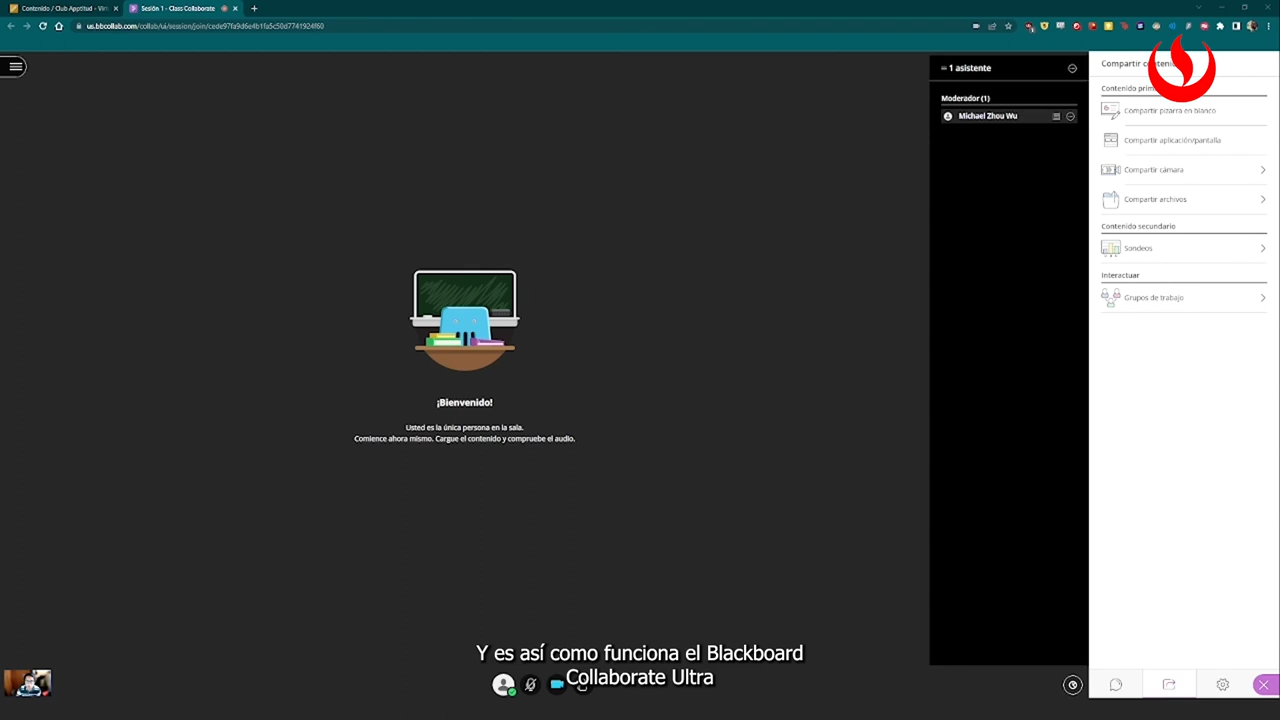 Contenido / Club Apptitud - Virt
Sesión 1 - Class Collaborate
us.bbcollab.com/collab/ui/session/join/cede97fa9d6e4b1fa5c50d7741924f60
1 asistente
Moderador (1)
Michael Zhou Wu
¡Bienvenido!
Usted es la única persona en la sala.
Comience ahora mismo. Cargue el contenido y compruebe el audio.
Compartir
Contenido
Compartir pizarra en blanco
Compartir aplicación/pantalla
Compartir cámara
Compartir archivos
Contenido secundario
Sondeos
Interactuar
Grupos de trabajo
Y es así como funciona el Blackboard
Collaborate Ultra